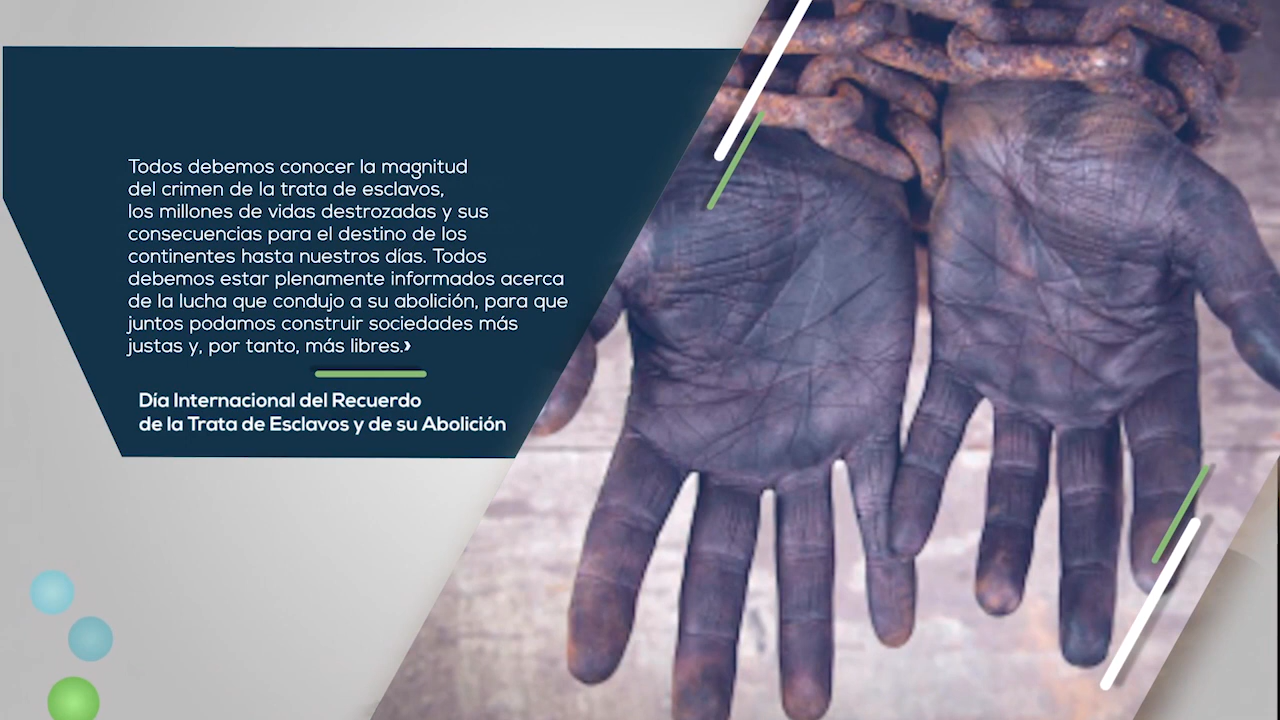 Todos debemos conocer la magnitud
del crimen de la trata de esclavos,
los millones de vidas destrozadas y sus
consecuencias para el destino de los
continentes hasta nuestros días. Todos
debemos estar plenamente informados acerca
de la lucha que condujo a su abolición, para que
juntos podamos construir sociedades más
justas y, por tanto, más libres.›
Día Internacional del Recuerdo
de la Trata de Esclavos y de su Abolición